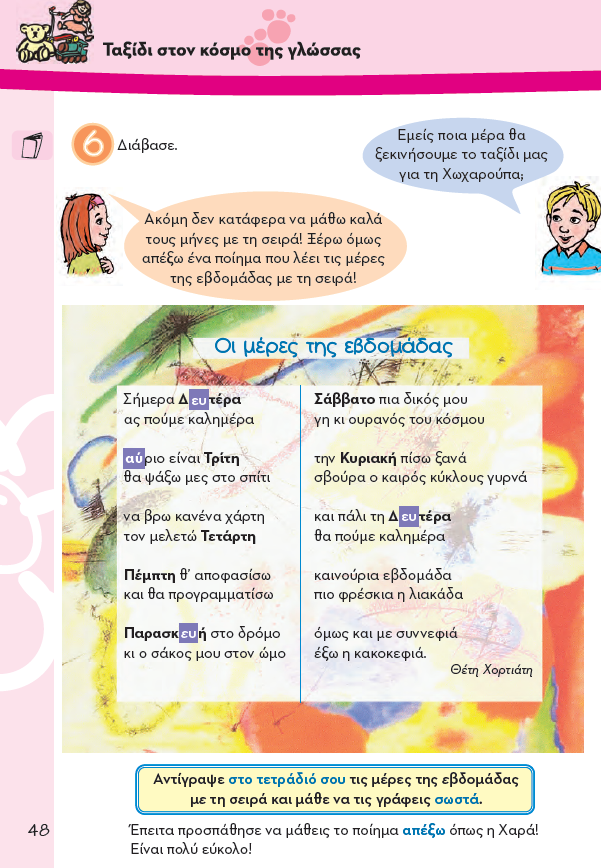 Ταξίδι στον κόσμο της γλώσσας
6 Διάβασε.
Εμείς ποια μέρα θα
ξεκινήσουμε το ταξίδι μας
για τη Χωχαρούπα;
Ακόμη δεν κατάφερα να μάθω καλά
τους μήνες με τη σειρά! Ξέρω όμως
απέξω ένα ποίημα που λέει τις μέρες
της εβδομάδας με τη σειρά!
Οι μέρες της εβδομάδας
Σήμερα Δευτέρα
ας πούμε καλημέρα
αύριο είναι Τρίτη
θα ψάξω μες στο σπίτι
να βρω κανένα χάρτη
τον μελετώ Τετάρτη
Πέμπτη θ’ αποφασίσω
και θα προγραμματίσω
Παρασκευή στο δρόμο
κι ο σάκος μου στον ώμο
Σάββατο πια δικός μου
γη κι ουρανός του κόσμου
την Κυριακή πίσω ξανά
σβούρα ο καιρός κύκλους γυρνά
και πάλι τη Δευτέρα
θα πούμε καλημέρα
καινούρια εβδομάδα
πιο φρέσκια η λιακάδα
όμως και με συννεφιά
έξω η κακοκεφιά.
Θέτη Χορτιάτη
Αντίγραψε στο τετράδιό σου τις μέρες της εβδομάδας
με τη σειρά και μάθε να τις γράφεις σωστά.
48
Έπειτα προσπάθησε να μάθεις το ποίημα απέξω όπως η Χαρά!
Είναι πολύ εύκολο!